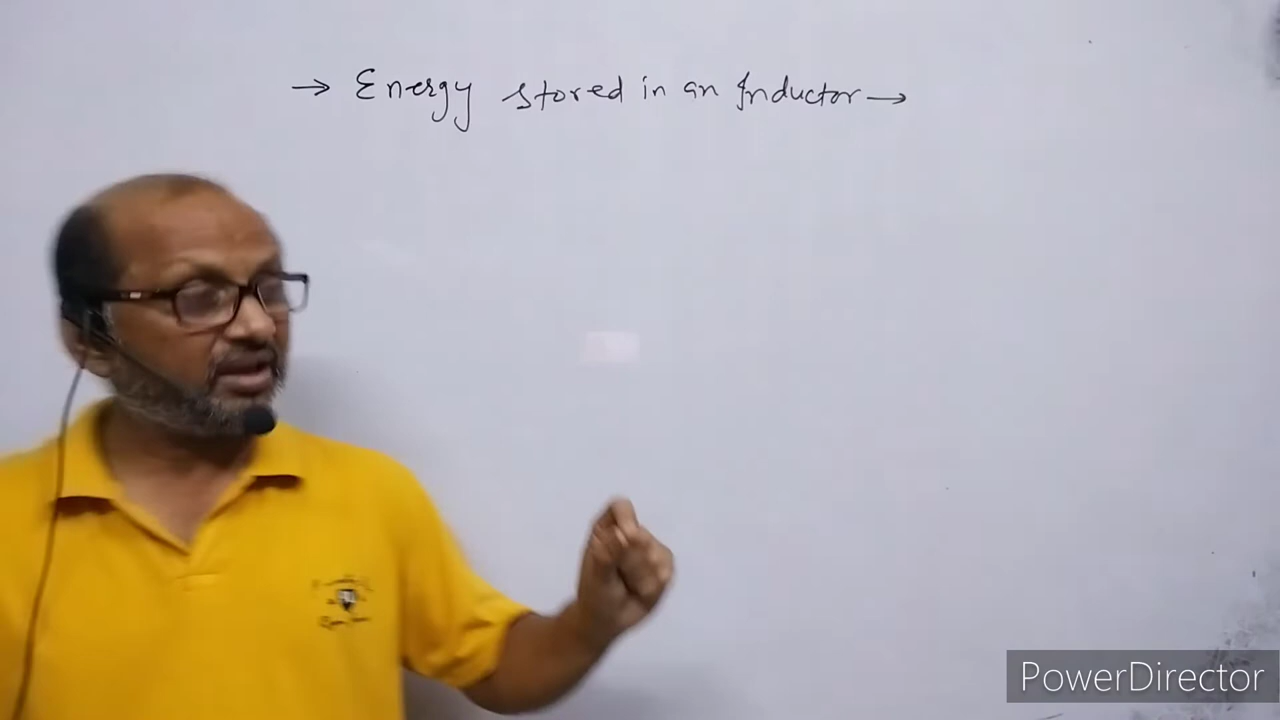 → Energy stored in an Inductor →
PowerDirector